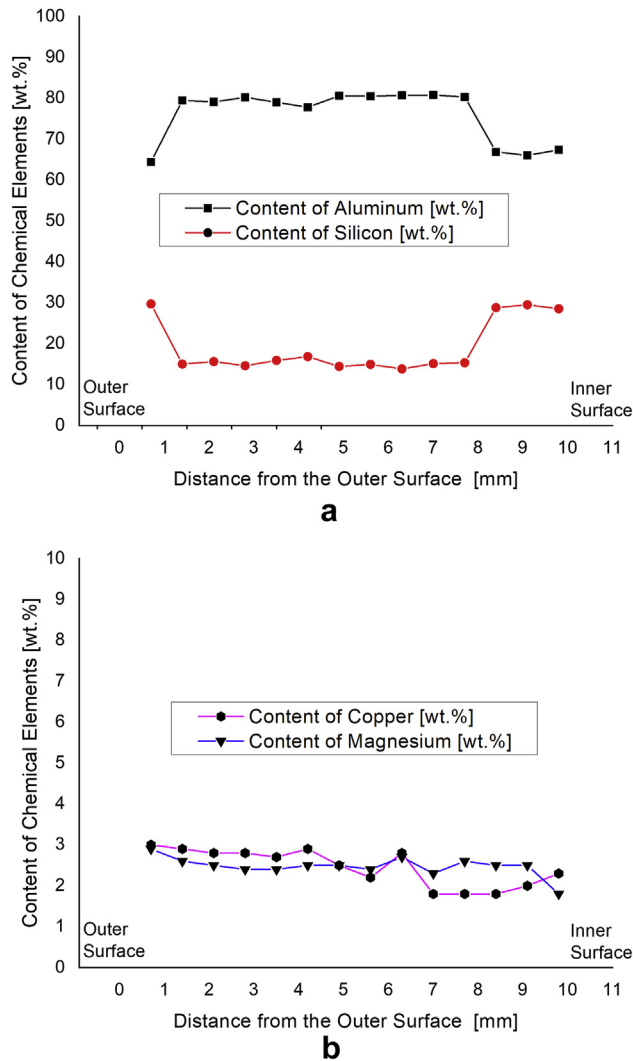 100
90
80
70
60
50
40
30
20
10
0
Content of Chemical Elements [wt.%]
Content of Aluminum [wt.%]
Content of Silicon [wt.%]
Outer Surface
Inner Surface
0 1 2 3 4 5 6 7 8 9 10 11
Distance from the Outer Surface [mm]
a
10
9
8
7
6
5
4
3
2
1
0
Content of Chemical Elements [wt.%]
Content of Copper [wt.%]
Content of Magnesium [wt.%]
Outer Surface
Inner Surface
0 1 2 3 4 5 6 7 8 9 10 11
Distance from the Outer Surface [mm]
b